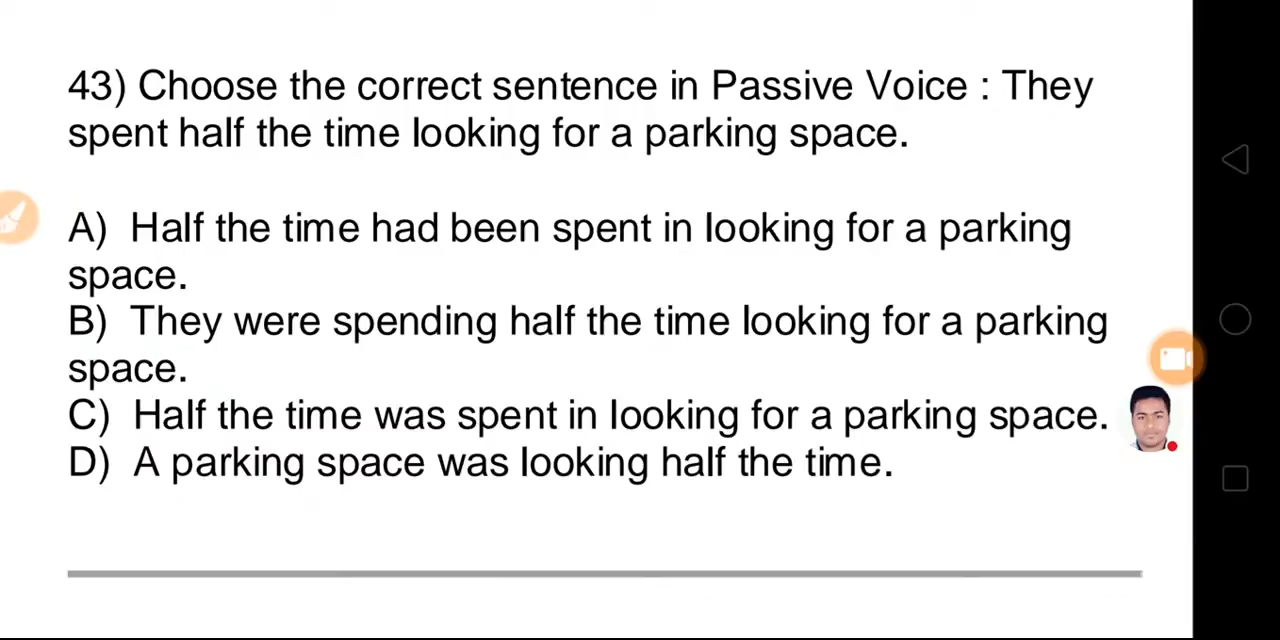 43) Choose the correct sentence in Passive Voice : They
spent half the time looking for a parking space.
A)  Half the time had been spent in looking for a parking
space.
B)  They were spending half the time looking for a parking
space.
C)  Half the time was spent in looking for a parking space.
D)  A parking space was looking half the time.